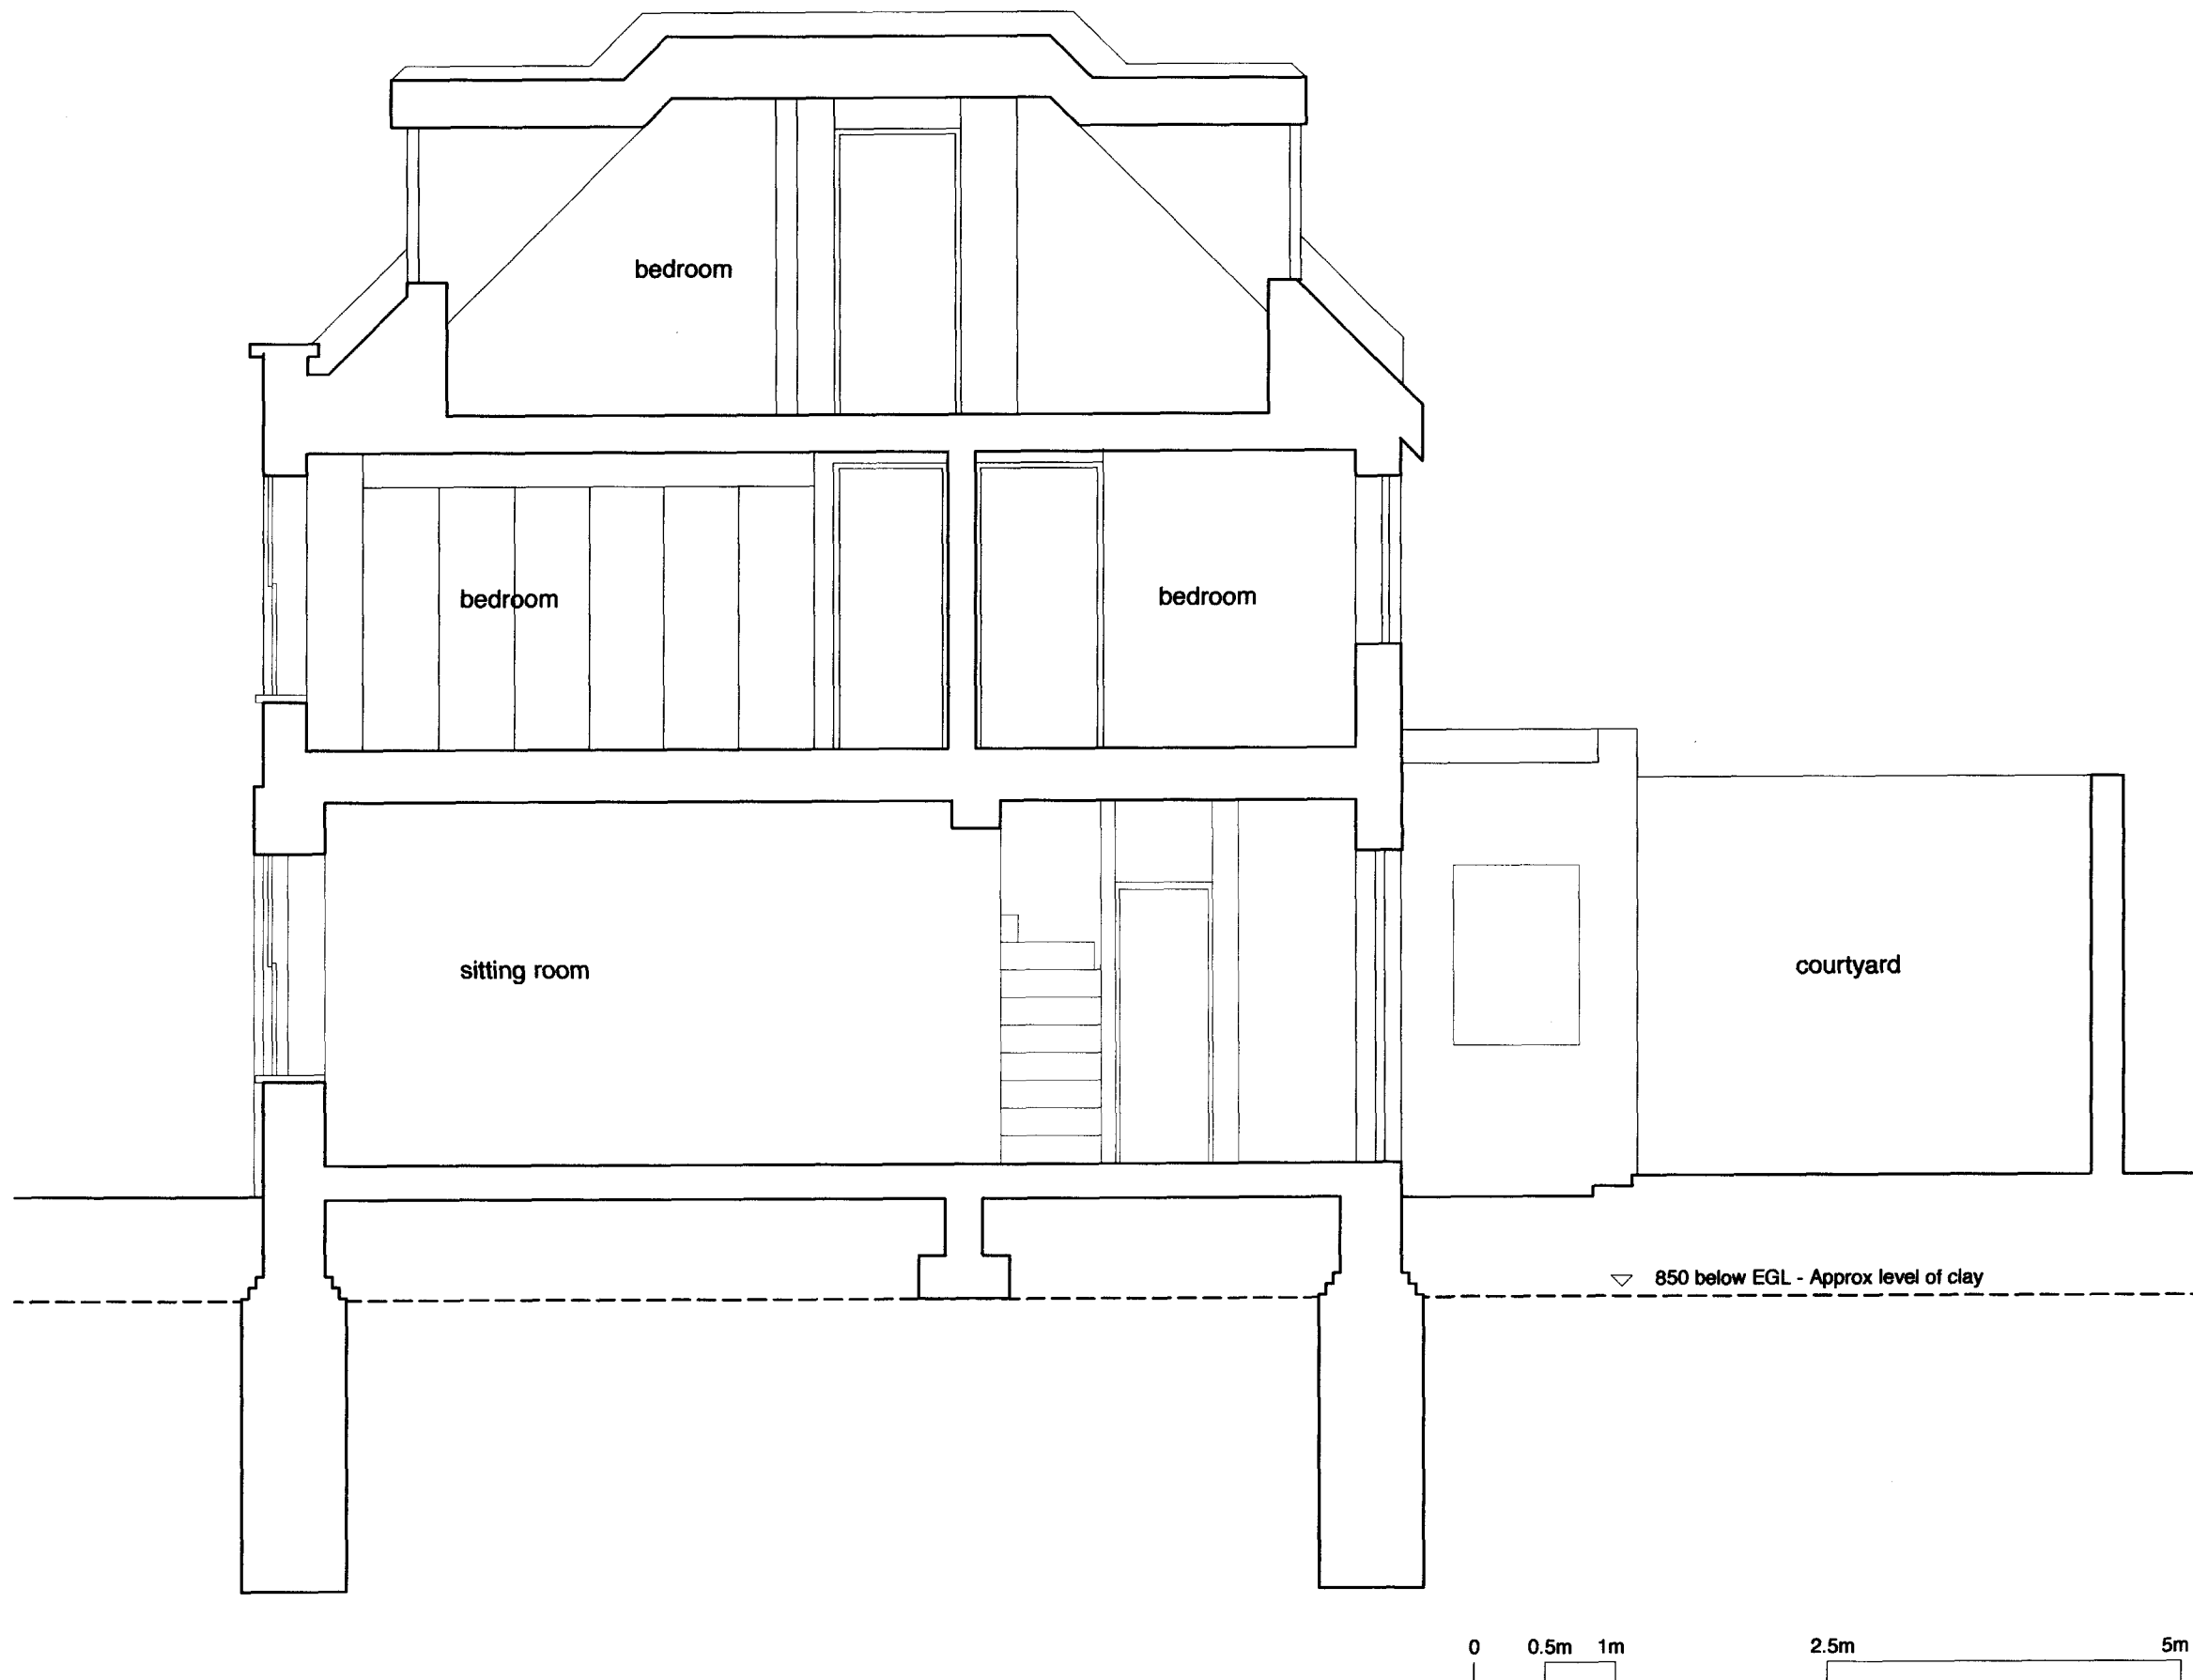 bedroom
bedroom
bedroom
sitting room
courtyard
850 below EGL - Approx level of clay
0 0.5m 1m 2.5m 5m